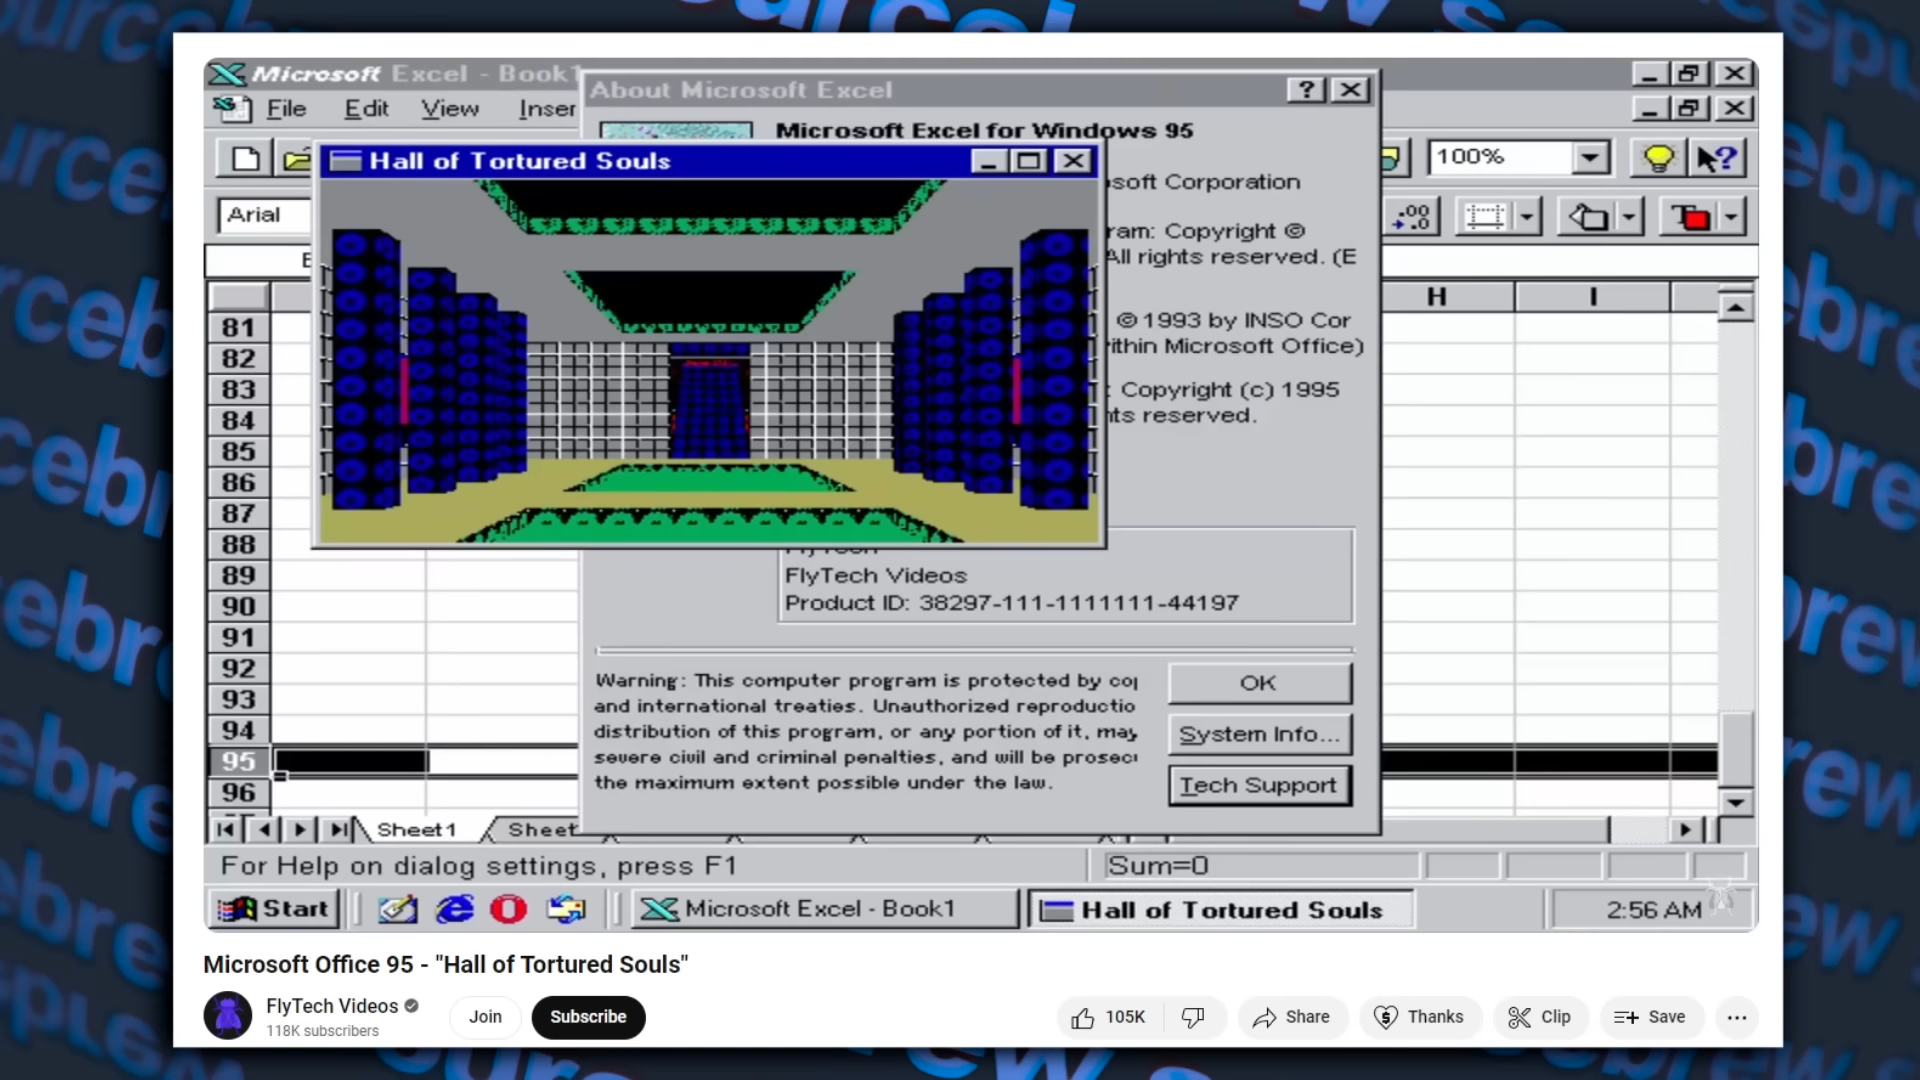 Microsoft Excel - Book1
About Microsoft Excel
File Edit View Inser
Microsoft Excel for Windows 95
Hall of Tortured Souls
100%
soft Corporation
Arial
ram: Copyright ©
All rights reserved. (E
H I
© 1993 by INSO Cor
ithin Microsoft Office)
: Copyright (c) 1995
hts reserved.
81
82
83
84
85
86
87
88
89
90
91
92
93
94
95
96
FlyTech
FlyTech Videos
Product ID: 38297-111-1111111-44197
Warning: This computer program is protected by cop
and international treaties. Unauthorized reproductio
distribution of this program, or any portion of it, may
severe civil and criminal penalties, and will be prosecu
the maximum extent possible under the law.
OK
System Info...
Tech Support
Sheet1 Sheet
For Help on dialog settings, press F1
Sum=0
Start
Microsoft Excel - Book1
Hall of Tortured Souls
2:56 AM
Microsoft Office 95 - "Hall of Tortured Souls"
FlyTech Videos
118K subscribers
Join
Subscribe
105K
Share
Thanks
Clip
Save